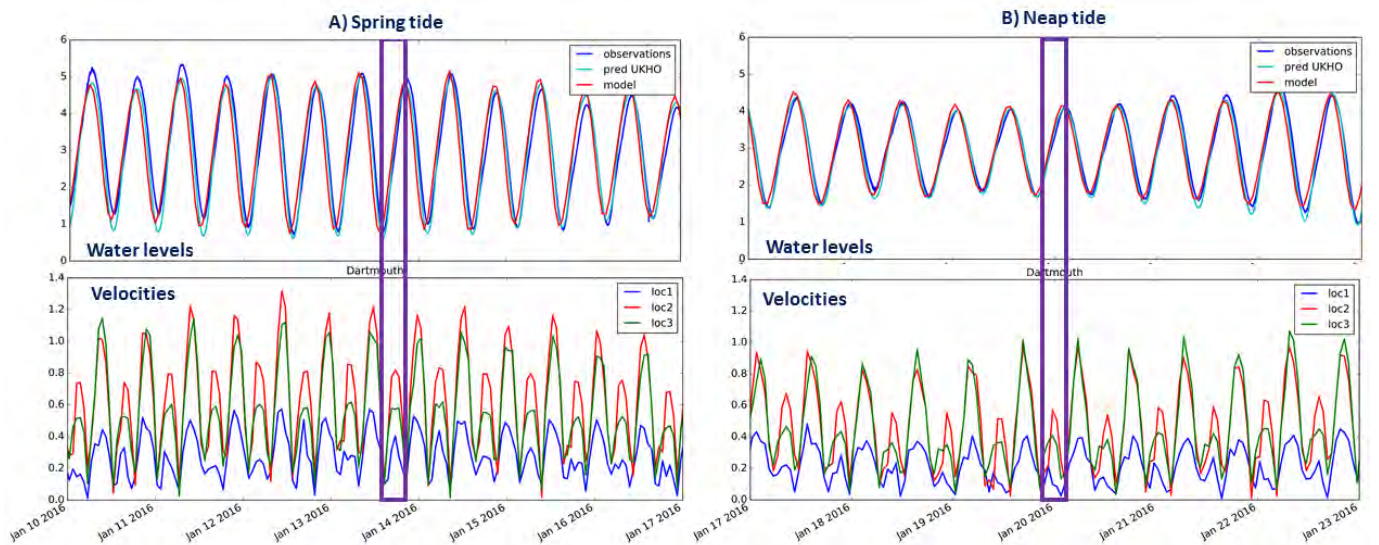 A) Spring tide
6
5
4
3
2
1
0
observations
pred UKHO
model
Water levels
Dartmouth
1.4
1.2
1.0
0.8
0.6
0.4
0.2
0.0
Velocities
loc1
loc2
loc3
Jan 10 2016
Jan 11 2016
Jan 12 2016
Jan 13 2016
Jan 14 2016
Jan 15 2016
Jan 16 2016
Jan 17 2016
B) Neap tide
6
5
4
3
2
1
0
observations
pred UKHO
model
Water levels
Dartmouth
1.4
1.2
1.0
0.8
0.6
0.4
0.2
0.0
Velocities
loc1
loc2
loc3
Jan 17 2016
Jan 18 2016
Jan 19 2016
Jan 20 2016
Jan 21 2016
Jan 22 2016
Jan 23 2016